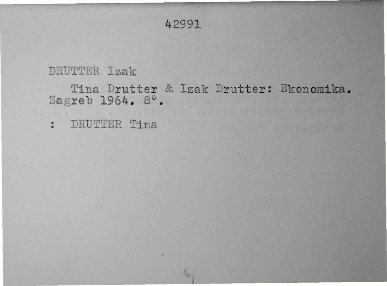 42991
DRUTTER Izak
Tina Drutter & Izak Drutter: Ekonomika.
Zagreb 1964. 8°.
: DRUTTER Tina